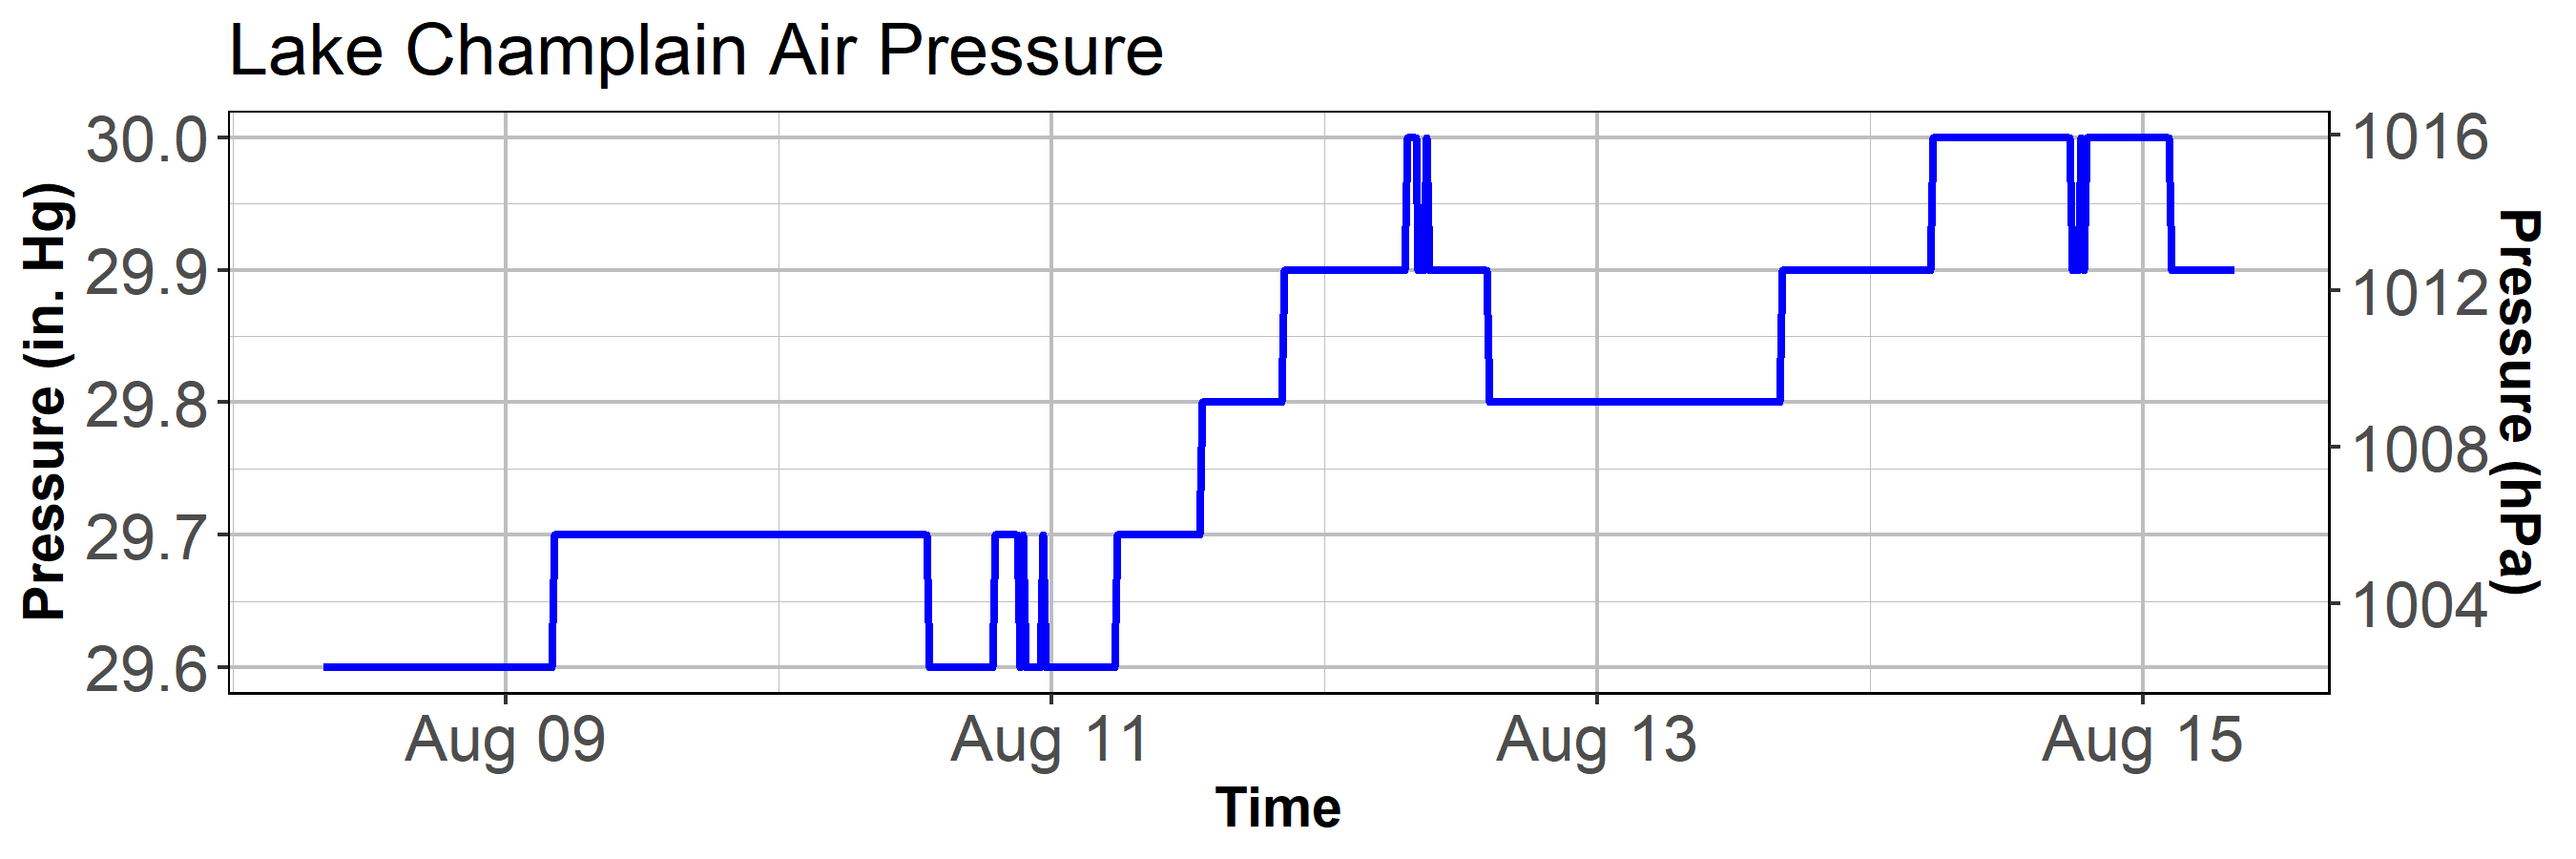 Lake Champlain Air Pressure
Pressure (in. Hg)
30.0
29.9
29.8
29.7
29.6
1016
1012
1008
1004
Pressure (hPa)
Aug 09
Aug 11
Aug 13
Aug 15
Time